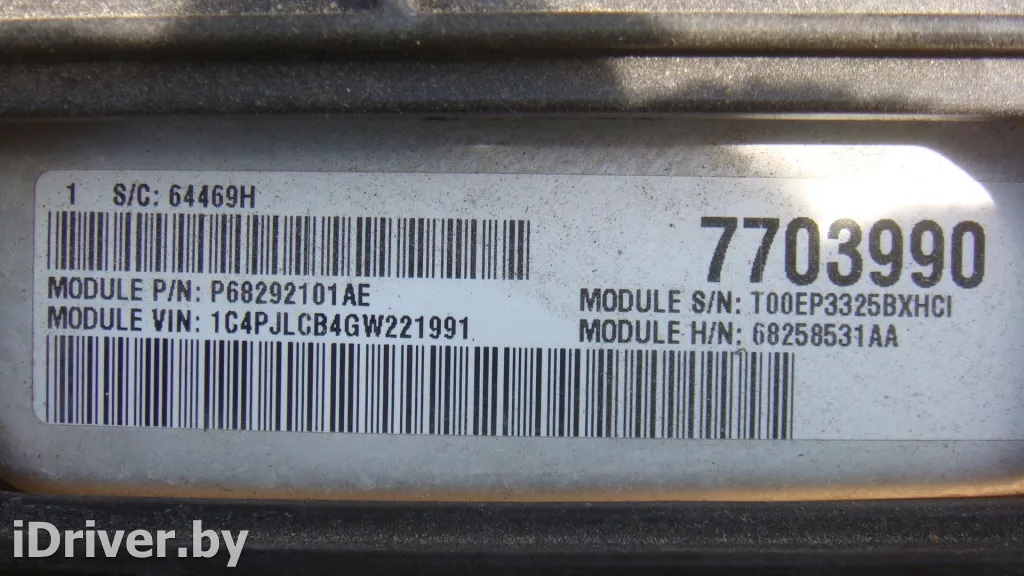 1 S/C: 64469H
7703990
MODULE P/N: P68292101AE
MODULE S/N: T00EP3325BXHCI
MODULE VIN: 1C4PJLCB4GW221991
MODULE H/N: 68258531AA
iDriver.by